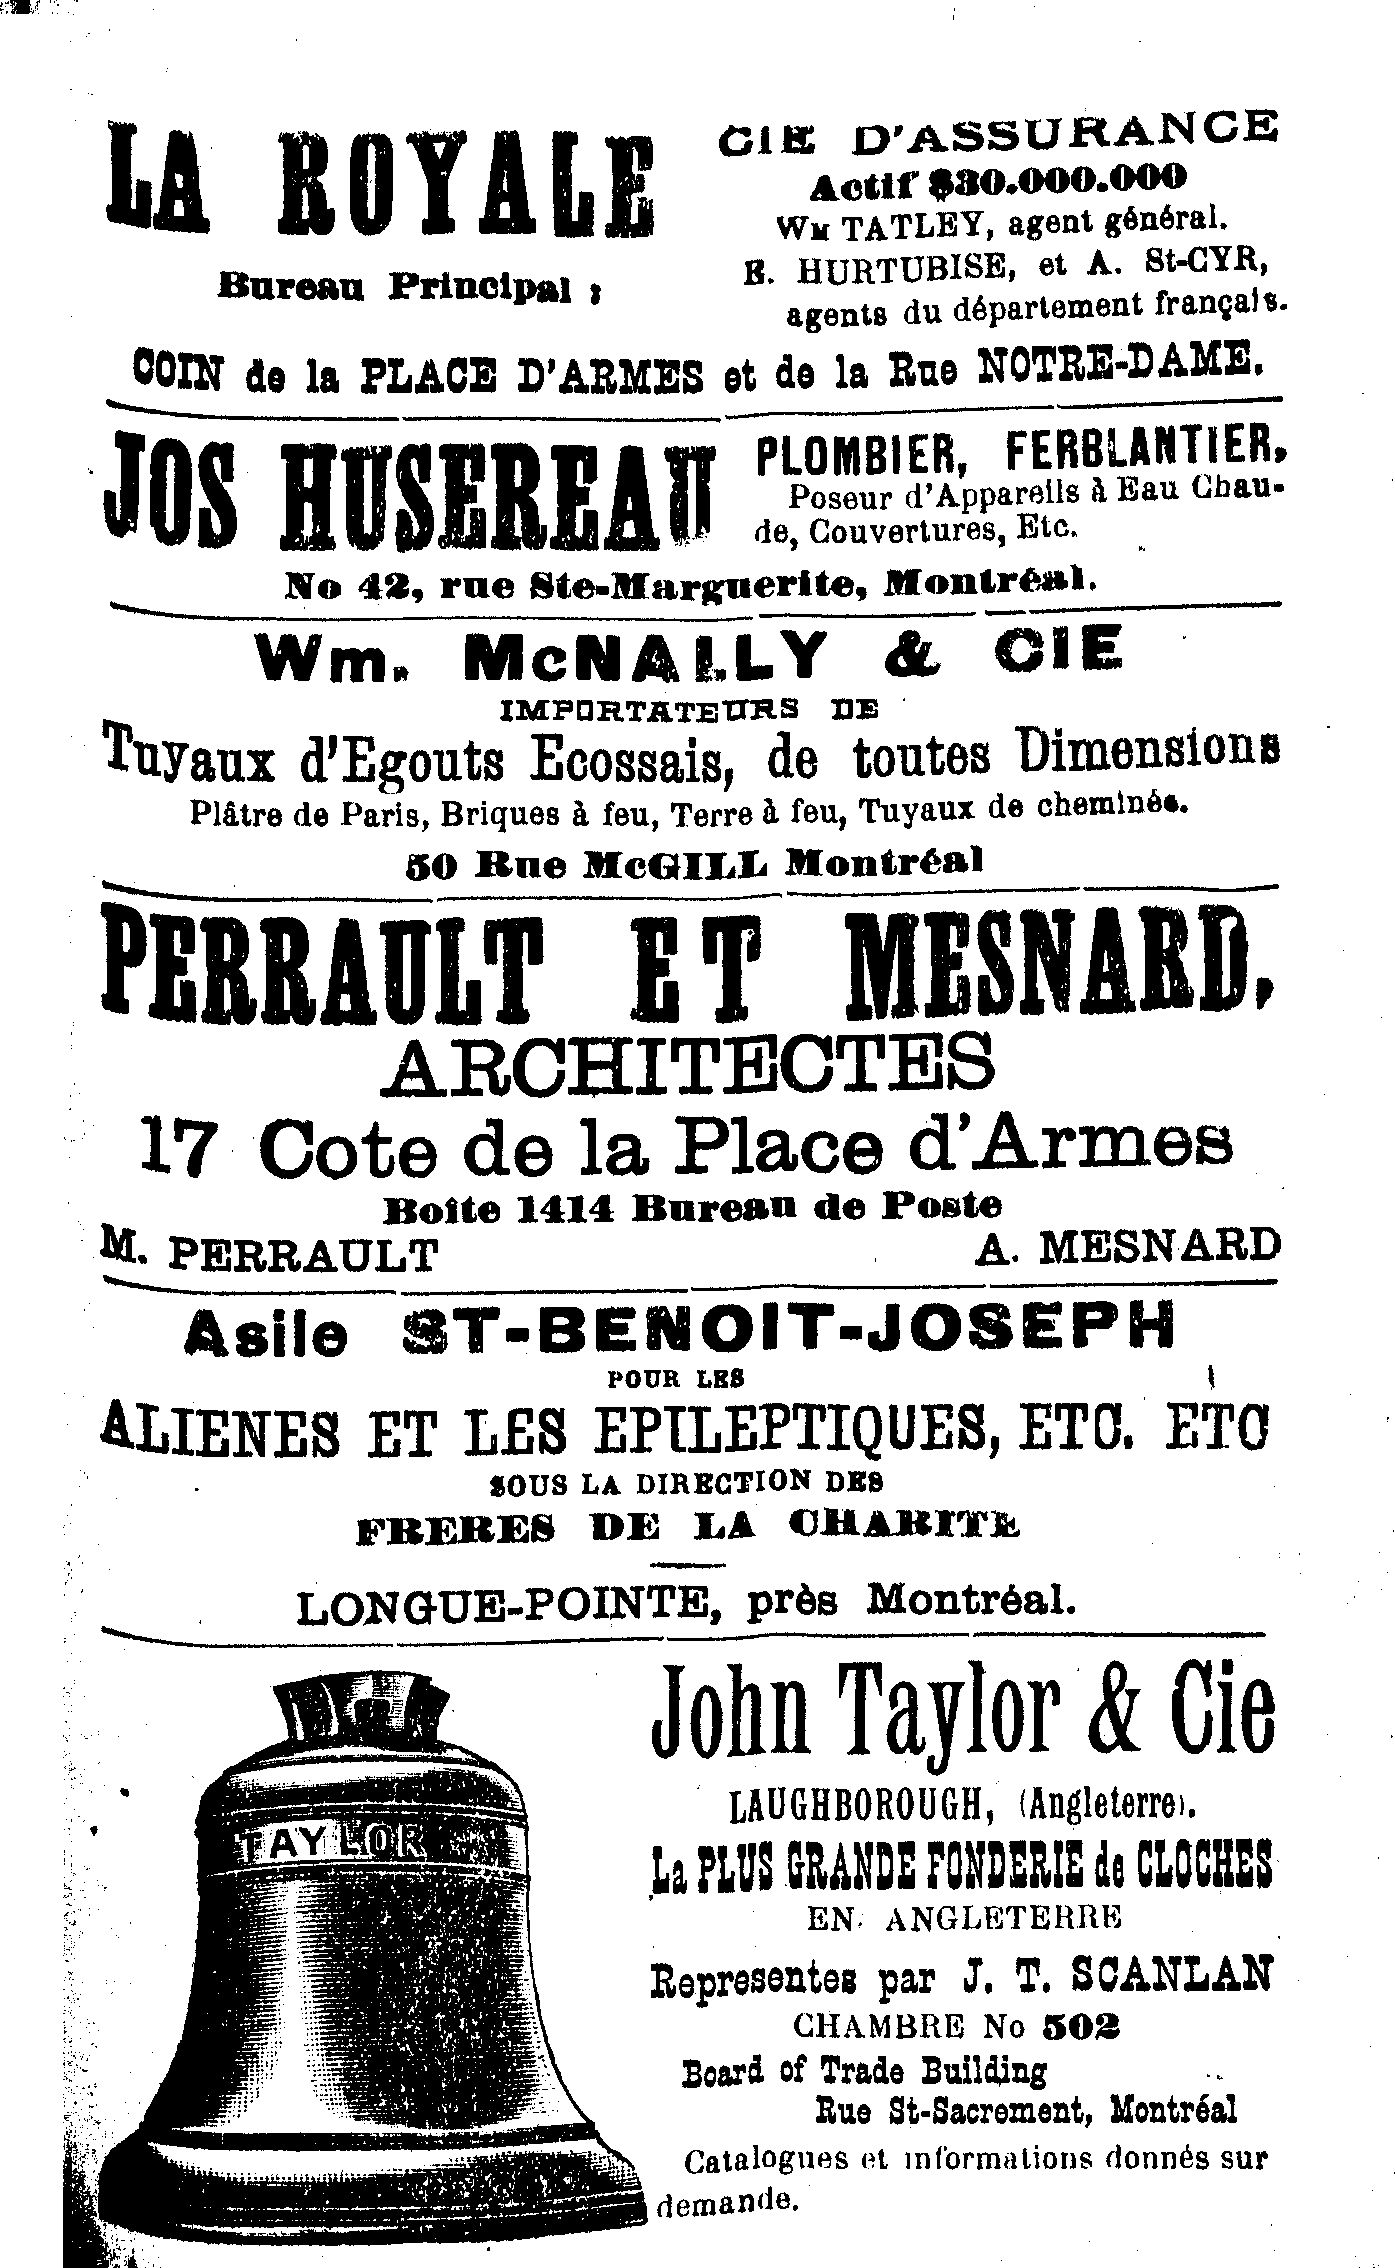 LA ROYALE
CIE D'ASSURANCE
Actif $30.000.000
WM TATLEY, agent général.
E. HURTUBISE, et A. St-CYR,
agents du département français.
Bureau Principal ;
COIN de la PLACE D'ARMES et de la Rue NOTRE-DAME.
JOS HUSEREAU
PLOMBIER, FERBLANTIER,
Poseur d'Appareils à Eau Chau-
de, Couvertures, Etc.
No 42, rue Ste-Marguerite, Montréal.
Wm. McNALLY & CIE
IMPORTATEURS DE
Tuyaux d'Egouts Ecossais, de toutes Dimensions
Plâtre de Paris, Briques à feu, Terre à feu, Tuyaux de cheminée.
50 Rue McGILL Montréal
PERRAULT ET MESNARD,
ARCHITECTES
17 Cote de la Place d'Armes
Boîte 1414 Bureau de Poste
M. PERRAULT A. MESNARD
Asile ST-BENOIT-JOSEPH
POUR LES
ALIENES ET LES EPILEPTIQUES, ETC. ETC
SOUS LA DIRECTION DES
FRERES DE LA CHARITE
LONGUE-POINTE, près Montréal.
TAYLOR
John Taylor & Cie
LAUGHBOROUGH, (Angleterre).
La PLUS GRANDE FONDERIE de CLOCHES
EN ANGLETERRE
Representes par J. T. SCANLAN
CHAMBRE No 502
Board of Trade Building
Rue St-Sacrement, Montréal
Catalogues et informations donnés sur
demande.